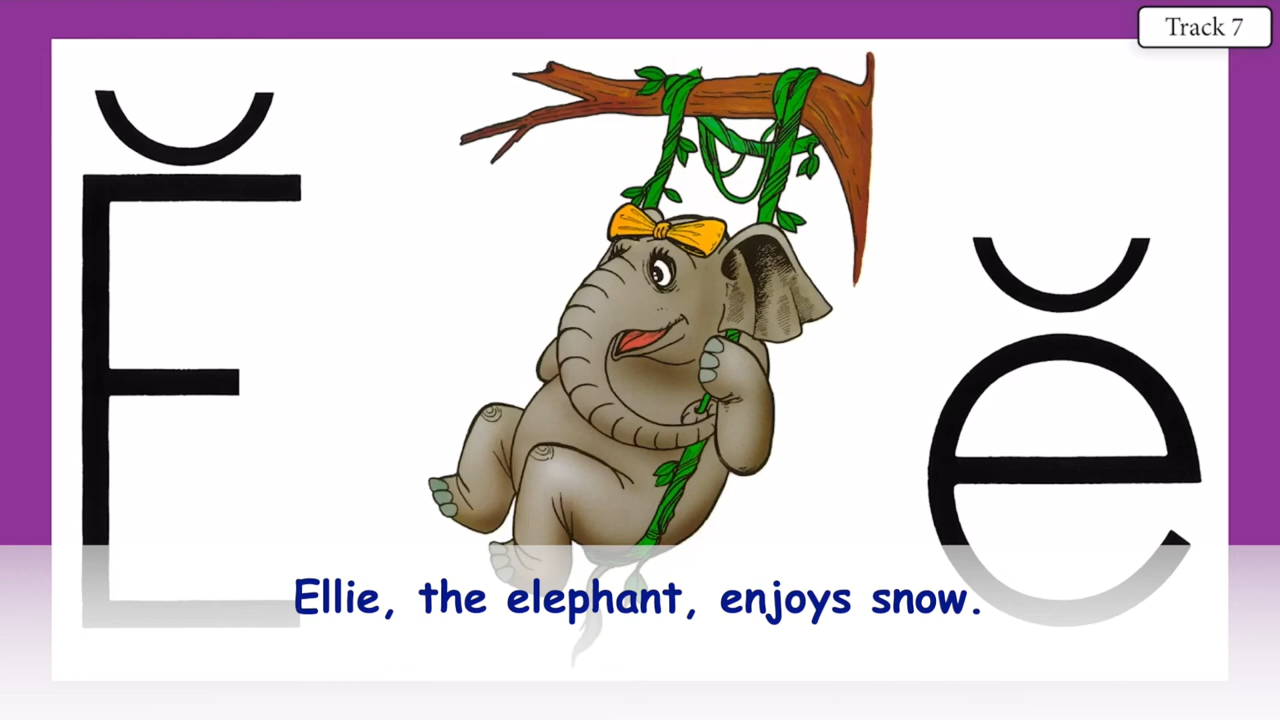 Track 7
Ĕ
ĕ
Ellie, the elephant, enjoys snow.